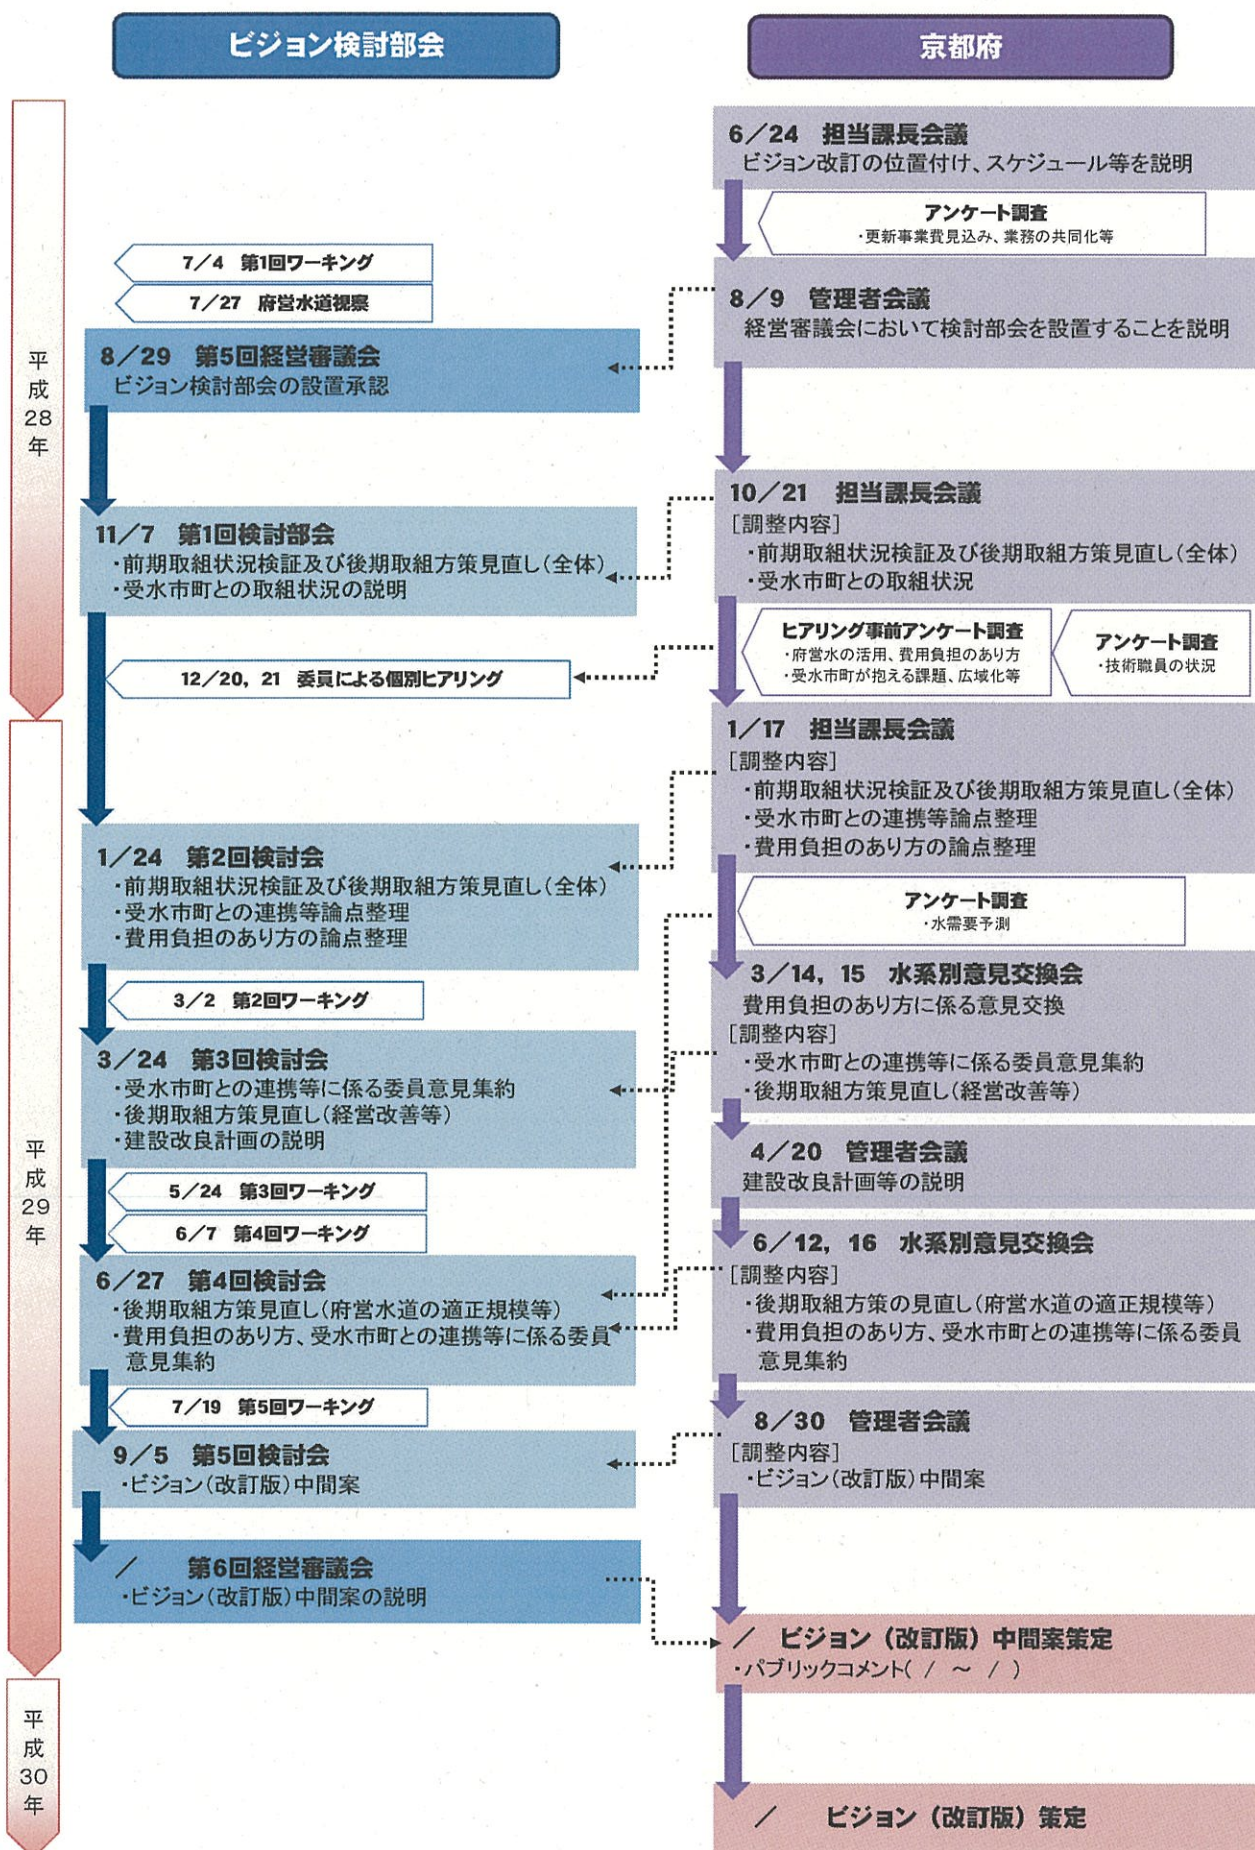 ビジョン検討部会
京都府
平成28年
平成29年
平成30年
7／4　第1回ワーキング
7／27　府営水道視察
8／29　第5回経営審議会
ビジョン検討部会の設置承認
11／7　第1回検討部会
・前期取組状況検証及び後期取組方策見直し（全体）
・受水市町との取組状況の説明
12／20，21　委員による個別ヒアリング
1／24　第2回検討会
・前期取組状況検証及び後期取組方策見直し（全体）
・受水市町との連携等論点整理
・費用負担のあり方の論点整理
3／2　第2回ワーキング
3／24　第3回検討会
・受水市町との連携等に係る委員意見集約
・後期取組方策見直し（経営改善等）
・建設改良計画の説明
5／24　第3回ワーキング
6／7　第4回ワーキング
6／27　第4回検討会
・後期取組方策見直し（府営水道の適正規模等）
・費用負担のあり方、受水市町との連携等に係る委員
意見集約
7／19　第5回ワーキング
9／5　第5回検討会
・ビジョン（改訂版）中間案
／　第6回経営審議会
・ビジョン（改訂版）中間案の説明
6／24　担当課長会議
ビジョン改訂の位置付け、スケジュール等を説明
アンケート調査
・更新事業費見込み、業務の共同化等
8／9　管理者会議
経営審議会において検討部会を設置することを説明
10／21　担当課長会議
［調整内容］
・前期取組状況検証及び後期取組方策見直し（全体）
・受水市町との取組状況
ヒアリング事前アンケート調査
・府営水の活用、費用負担のあり方
・受水市町が抱える課題、広域化等
アンケート調査
・技術職員の状況
1／17　担当課長会議
［調整内容］
・前期取組状況検証及び後期取組方策見直し（全体）
・受水市町との連携等論点整理
・費用負担のあり方の論点整理
アンケート調査
・水需要予測
3／14，15　水系別意見交換会
費用負担のあり方に係る意見交換
［調整内容］
・受水市町との連携等に係る委員意見集約
・後期取組方策見直し（経営改善等）
4／20　管理者会議
建設改良計画等の説明
6／12，16　水系別意見交換会
［調整内容］
・後期取組方策の見直し（府営水道の適正規模等）
・費用負担のあり方、受水市町との連携等に係る委員
意見集約
8／30　管理者会議
［調整内容］
・ビジョン（改訂版）中間案
／　ビジョン（改訂版）中間案策定
・パブリックコメント（ ／ ～ ／ ）
／　ビジョン（改訂版）策定